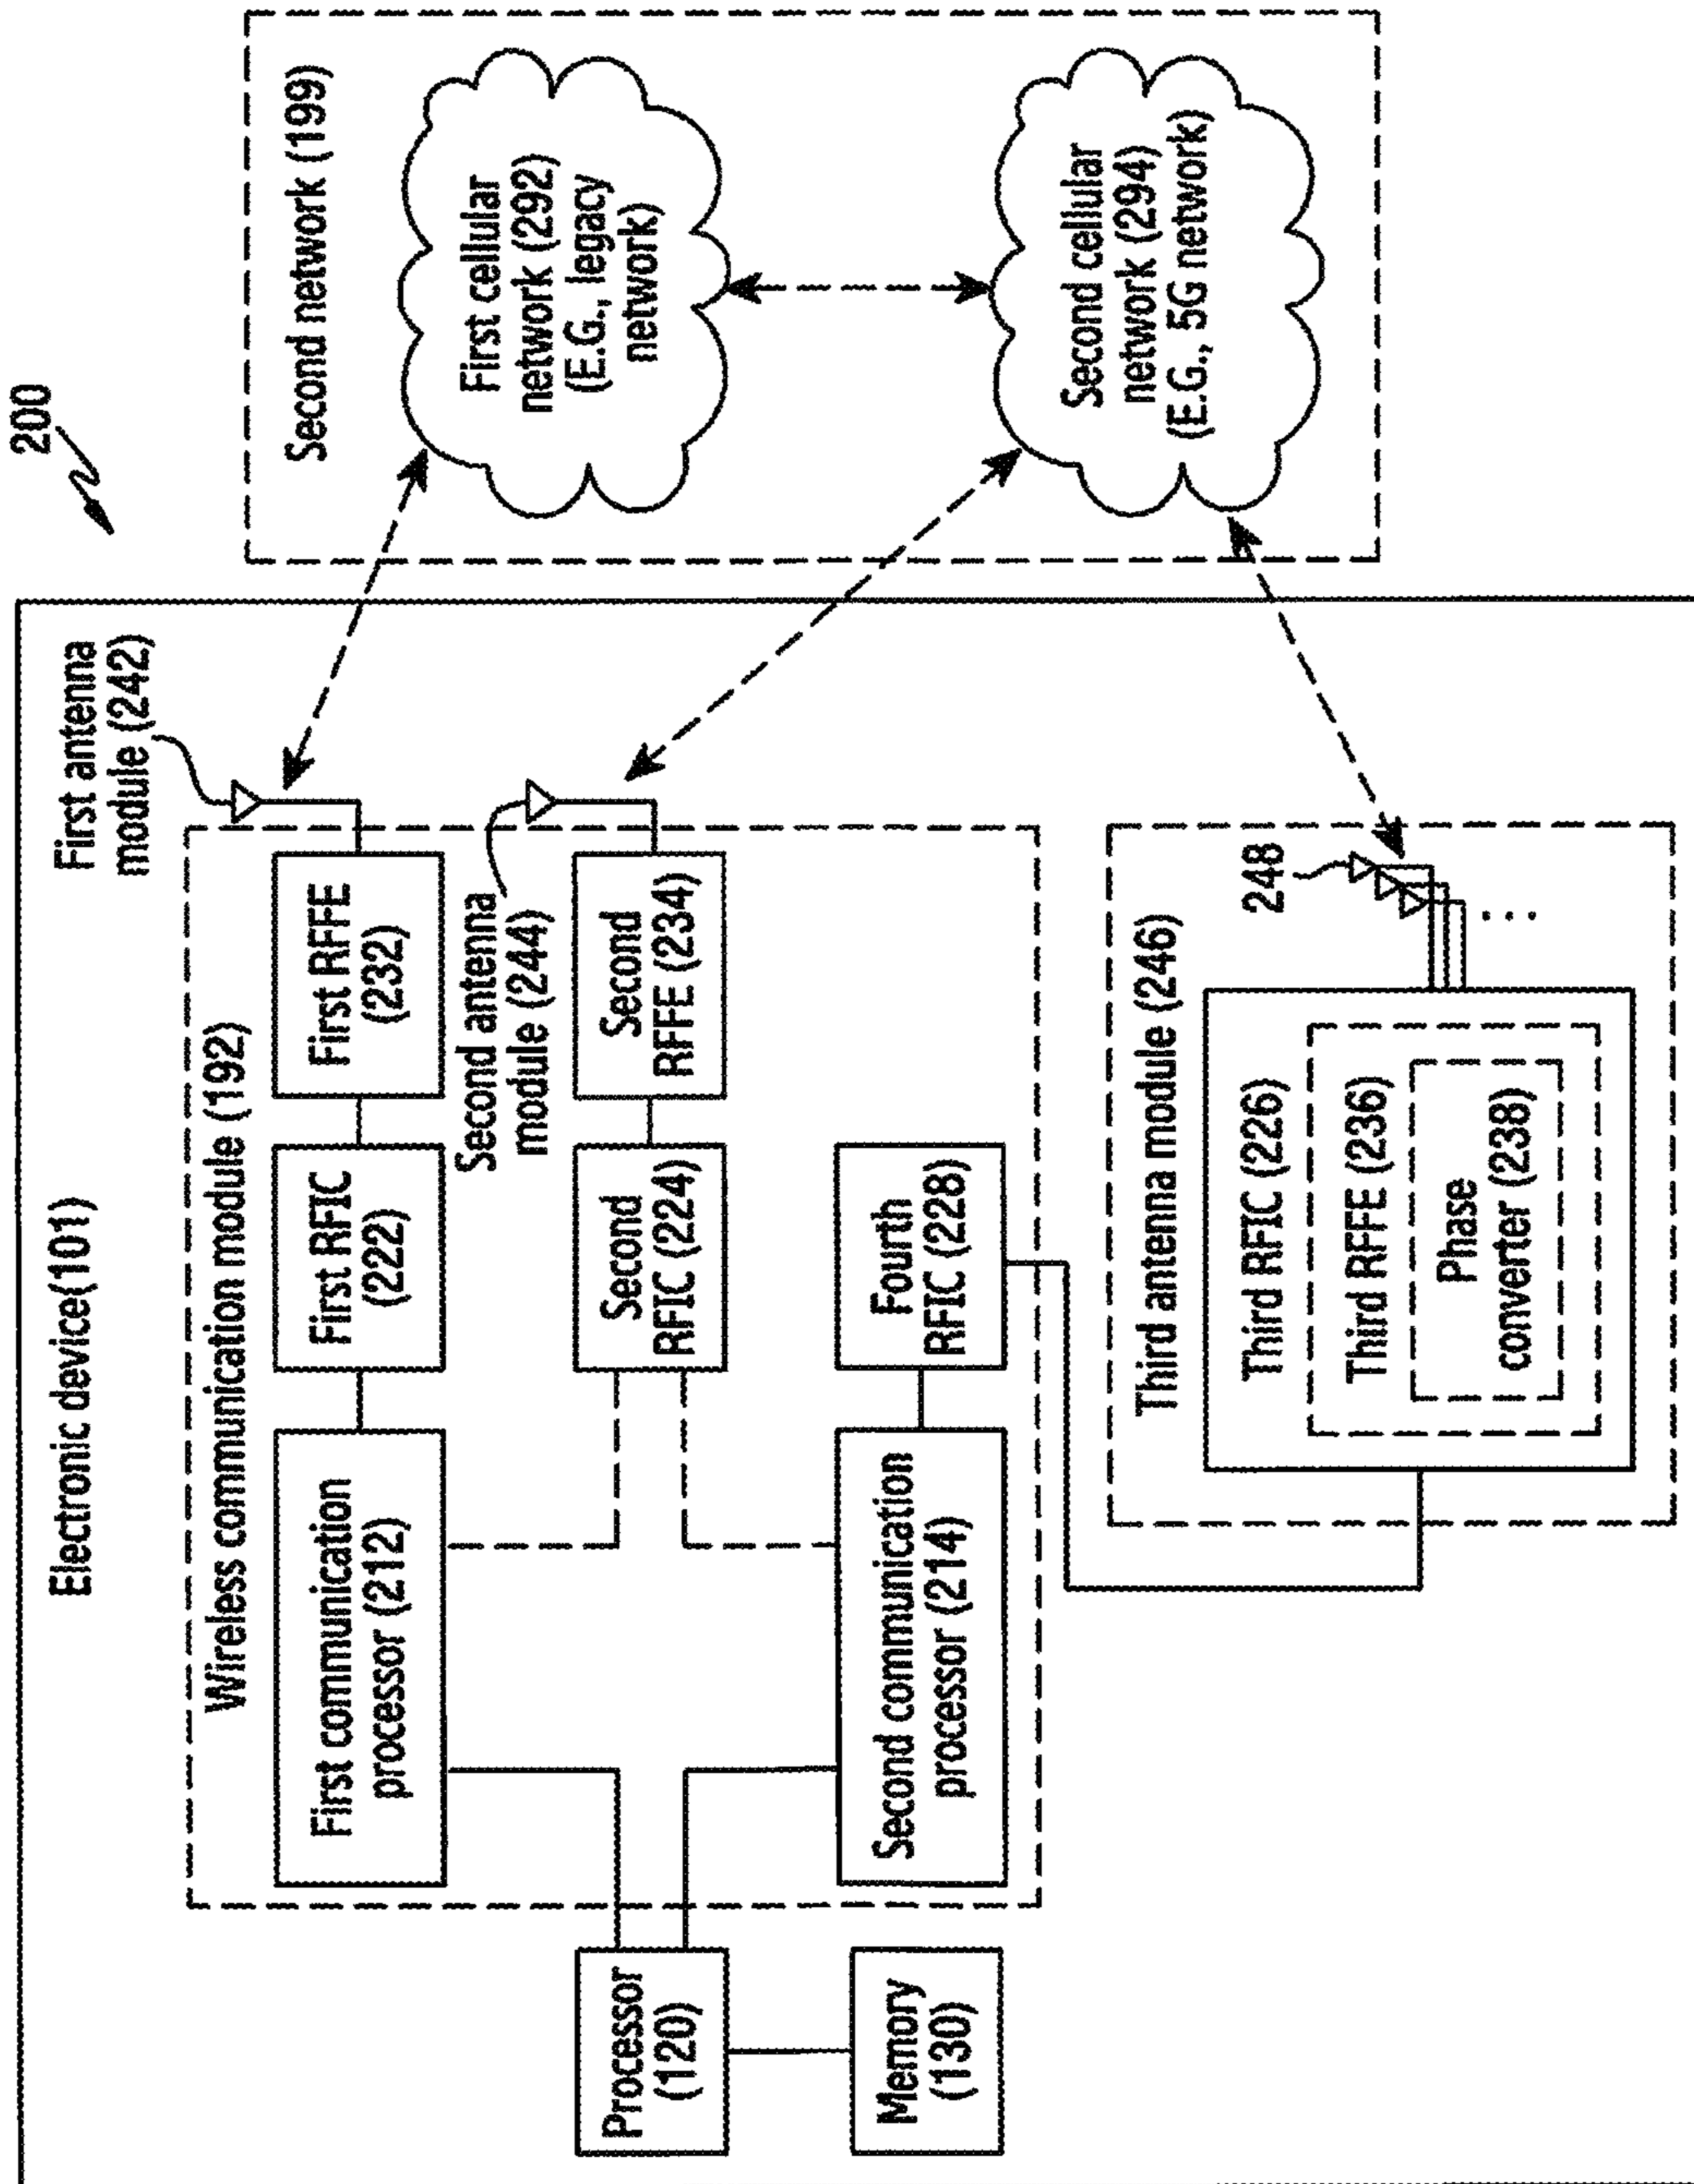 200
Electronic device(101)
First antenna
module (242)
Second network (199)
Wireless communication module (192)
First communication
processor (212)
First RFIC
(222)
First RFFE
(232)
First cellular
network (292)
(E.G., legacy
network)
Second antenna
module (244)
Processor
(120)
Second
RFIC (224)
Second
RFFE (234)
Memory
(130)
Second communication
processor (214)
Fourth
RFIC (228)
Second cellular
network (294)
(E.G., 5G network)
Third antenna module (246)
248
Third RFIC (226)
Third RFFE (236)
Phase
converter (238)
...